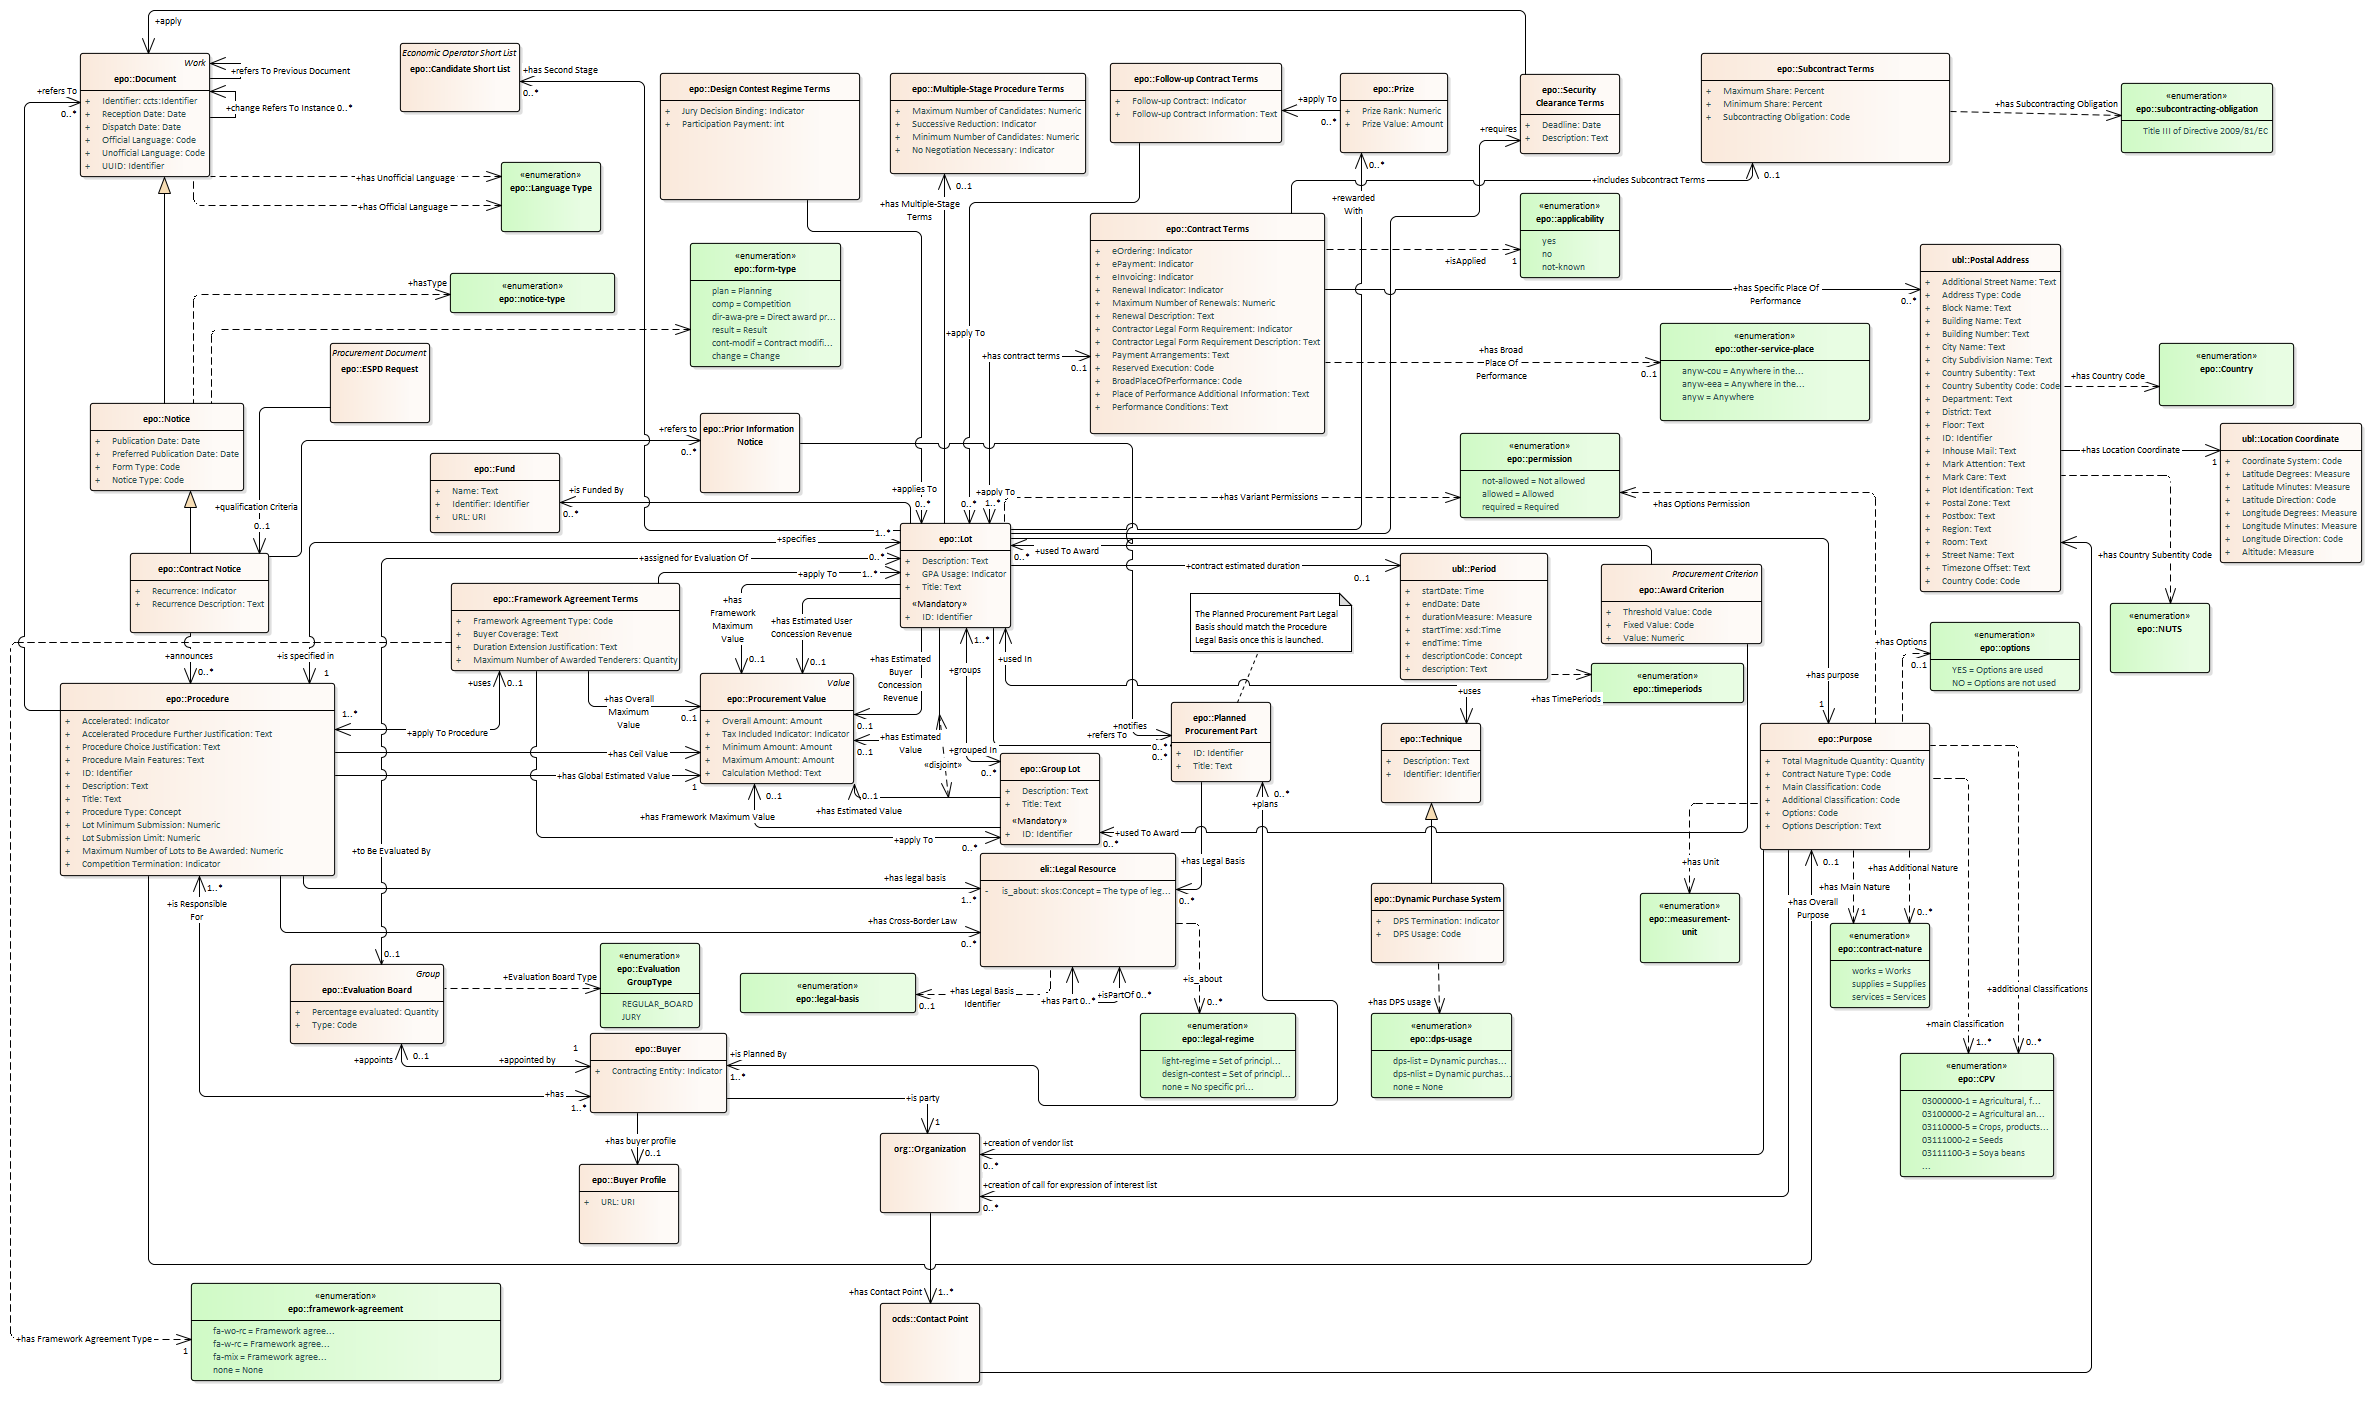 +apply
Work
epo::Document
+ Identifier: ccts:Identifier
+ Reception Date: Date
+ Dispatch Date: Date
+ Official Language: Code
+ Unofficial Language: Code
+ UUID: Identifier
+refers To Previous Document
+change Refers To Instance 0..*
+refers To
0..*
Economic Operator Short List
epo::Candidate Short List
+has Second Stage
0..*
epo::Design Contest Regime Terms
+ Jury Decision Binding: Indicator
+ Participation Payment: int
epo::Multiple-Stage Procedure Terms
+ Maximum Number of Candidates: Numeric
+ Successive Reduction: Indicator
+ Minimum Number of Candidates: Numeric
+ No Negotiation Necessary: Indicator
0..1
+has Multiple-Stage
Terms
epo::Follow-up Contract Terms
+ Follow-up Contract: Indicator
+ Follow-up Contract Information: Text
+apply To
0..*
epo::Prize
+ Prize Rank: Numeric
+ Prize Value: Amount
0..*
+rewarded
With
epo::Security
Clearance Terms
+ Deadline: Date
+ Description: Text
+requires
epo::Subcontract Terms
+ Maximum Share: Percent
+ Minimum Share: Percent
+ Subcontracting Obligation: Code
+has Subcontracting Obligation
«enumeration»
epo::subcontracting-obligation
Title III of Directive 2009/81/EC
+includes Subcontract Terms
0..1
+has Unofficial Language
+has Official Language
«enumeration»
epo::Language Type
«enumeration»
epo::applicability
yes
no
not-known
+isApplied
1
epo::Contract Terms
+ eOrdering: Indicator
+ ePayment: Indicator
+ eInvoicing: Indicator
+ Renewal Indicator: Indicator
+ Maximum Number of Renewals: Numeric
+ Renewal Description: Text
+ Contractor Legal Form Requirement: Indicator
+ Contractor Legal Form Requirement Description: Text
+ Payment Arrangements: Text
+ Reserved Execution: Code
+ BroadPlaceOfPerformance: Code
+ Place of Performance Additional Information: Text
+ Performance Conditions: Text
+has contract terms
0..1
+has Specific Place Of
Performance
0..*
+has Broad
Place Of
Performance
0..1
«enumeration»
epo::other-service-place
anyw-cou = Anywhere in the...
anyw-eea = Anywhere in the...
anyw = Anywhere
ubl::Postal Address
+ Additional Street Name: Text
+ Address Type: Code
+ Block Name: Text
+ Building Name: Text
+ Building Number: Text
+ City Name: Text
+ City Subdivision Name: Text
+ Country Subentity: Text
+ Country Subentity Code: Code
+ Department: Text
+ District: Text
+ Floor: Text
+ ID: Identifier
+ Inhouse Mail: Text
+ Mark Attention: Text
+ Mark Care: Text
+ Plot Identification: Text
+ Postal Zone: Text
+ Postbox: Text
+ Region: Text
+ Room: Text
+ Street Name: Text
+ Timezone Offset: Text
+ Country Code: Code
+has Country Code
«enumeration»
epo::Country
+has Location Coordinate
1
ubl::Location Coordinate
+ Coordinate System: Code
+ Latitude Degrees: Measure
+ Latitude Minutes: Measure
+ Latitude Direction: Code
+ Longitude Degrees: Measure
+ Longitude Minutes: Measure
+ Longitude Direction: Code
+ Altitude: Measure
+has Country Subentity Code
«enumeration»
epo::NUTS
+hasType
«enumeration»
epo::notice-type
«enumeration»
epo::form-type
plan = Planning
comp = Competition
dir-awa-pre = Direct award pr...
result = Result
cont-modif = Contract modifi...
change = Change
Procurement Document
epo::ESPD Request
epo::Notice
+ Publication Date: Date
+ Preferred Publication Date: Date
+ Form Type: Code
+ Notice Type: Code
+qualification Criteria
0..1
+refers to
0..*
epo::Prior Information
Notice
epo::Fund
+ Name: Text
+ Identifier: Identifier
+ URL: URI
+is Funded By
0..*
+apply To
+applies To
0..*
0..*
+apply To
1..*
+has Variant Permissions
«enumeration»
epo::permission
not-allowed = Not allowed
allowed = Allowed
required = Required
+has Options Permission
epo::Contract Notice
+ Recurrence: Indicator
+ Recurrence Description: Text
+specifies
1..*
+assigned for Evaluation Of
0..*
+apply To
1..*
epo::Lot
+ Description: Text
+ GPA Usage: Indicator
+ Title: Text
«Mandatory»
+ ID: Identifier
0..*
+used To Award
+contract estimated duration
0..1
ubl::Period
+ startDate: Time
+ endDate: Date
+ durationMeasure: Measure
+ startTime: xsd:Time
+ endTime: Time
+ descriptionCode: Concept
+ description: Text
+has TimePeriods
«enumeration»
epo::timeperiods
Procurement Criterion
epo::Award Criterion
+ Threshold Value: Code
+ Fixed Value: Code
+ Value: Numeric
The Planned Procurement Part Legal
Basis should match the Procedure
Legal Basis once this is launched.
epo::Framework Agreement Terms
+ Framework Agreement Type: Code
+ Buyer Coverage: Text
+ Duration Extension Justification: Text
+ Maximum Number of Awarded Tenderers: Quantity
+has
Framework
Maximum
Value
0..1
+has Estimated User
Concession Revenue
0..1
+has Estimated
Buyer
Concession
Revenue
0..1
1..*
+groups
+used In
+announces
0..*
+is specified in
1
+uses
0..1
1..*
+apply To Procedure
+has Overall
Maximum
Value
0..1
Value
epo::Procurement Value
+ Overall Amount: Amount
+ Tax Included Indicator: Indicator
+ Minimum Amount: Amount
+ Maximum Amount: Amount
+ Calculation Method: Text
+has Estimated
Value
0..1
«disjoint»
+grouped In
0..*
epo::Group Lot
+ Description: Text
+ Title: Text
«Mandatory»
+ ID: Identifier
+notifies
+refers To
0..*
0..*
epo::Planned
Procurement Part
+ ID: Identifier
+ Title: Text
+uses
epo::Technique
+ Description: Text
+ Identifier: Identifier
+has purpose
1
+has Options
0..1
«enumeration»
epo::options
YES = Options are used
NO = Options are not used
epo::Purpose
+ Total Magnitude Quantity: Quantity
+ Contract Nature Type: Code
+ Main Classification: Code
+ Additional Classification: Code
+ Options: Code
+ Options Description: Text
epo::Procedure
+ Accelerated: Indicator
+ Accelerated Procedure Further Justification: Text
+ Procedure Choice Justification: Text
+ Procedure Main Features: Text
+ ID: Identifier
+ Description: Text
+ Title: Text
+ Procedure Type: Concept
+ Lot Minimum Submission: Numeric
+ Lot Submission Limit: Numeric
+ Maximum Number of Lots to Be Awarded: Numeric
+ Competition Termination: Indicator
+has Ceil Value
+has Global Estimated Value
1
0..1
+has Framework Maximum Value
0..1
+has Estimated Value
+apply To
0..*
+used To Award
0..*
+plans
0..*
+to Be Evaluated By
0..1
+has legal basis
1..*
+has Cross-Border Law
0..*
eli::Legal Resource
- is_about: skos:Concept = The type of leg...
+has Legal Basis
0..*
+is_about
0..*
+has Part 0..*
+isPartOf 0..*
+has Legal Basis
Identifier
0..1
«enumeration»
epo::legal-basis
«enumeration»
epo::legal-regime
light-regime = Set of principl...
design-contest = Set of principl...
none = No specific pri...
epo::Dynamic Purchase System
+ DPS Termination: Indicator
+ DPS Usage: Code
+has DPS usage
«enumeration»
epo::dps-usage
dps-list = Dynamic purchas...
dps-nlist = Dynamic purchas...
none = None
+has Unit
«enumeration»
epo::measurement-
unit
+has Overall
Purpose
0..1
+has Main Nature
1
+has Additional Nature
0..*
«enumeration»
epo::contract-nature
works = Works
supplies = Supplies
services = Services
+main Classification
1..*
+additional Classifications
0..*
«enumeration»
epo::CPV
03000000-1 = Agricultural, f...
03100000-2 = Agricultural an...
03110000-5 = Crops, products...
03111000-2 = Seeds
03111100-3 = Soya beans
...
+is Responsible
For
1..*
Group
epo::Evaluation Board
+ Percentage evaluated: Quantity
+ Type: Code
+Evaluation Board Type
«enumeration»
epo::Evaluation
GroupType
REGULAR_BOARD
JURY
+appoints
0..1
+appointed by
1
+has
1..*
epo::Buyer
+ Contracting Entity: Indicator
+is Planned By
1..*
+is party
1
+has buyer profile
0..1
epo::Buyer Profile
+ URL: URI
org::Organization
+creation of vendor list
0..*
+creation of call for expression of interest list
0..*
+has Contact Point
1..*
ocds::Contact Point
+has Framework Agreement Type
1
«enumeration»
epo::framework-agreement
fa-wo-rc = Framework agree...
fa-w-rc = Framework agree...
fa-mix = Framework agree...
none = None